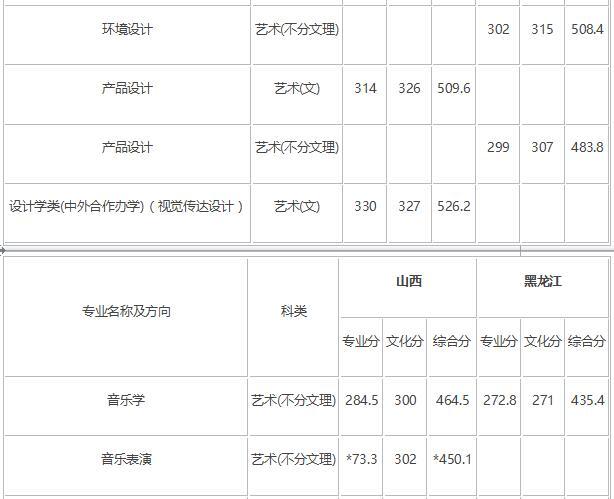 环境设计 艺术(不分文理) 302 315 508.4
产品设计 艺术(文) 314 326 509.6
产品设计 艺术(不分文理) 299 307 483.8
设计学类(中外合作办学)(视觉传达设计) 艺术(文) 330 327 526.2
专业名称及方向 科类 山西 黑龙江
专业分 文化分 综合分 专业分 文化分 综合分
音乐学 艺术(不分文理) 284.5 300 464.5 272.8 271 435.4
音乐表演 艺术(不分文理) *73.3 302 *450.1